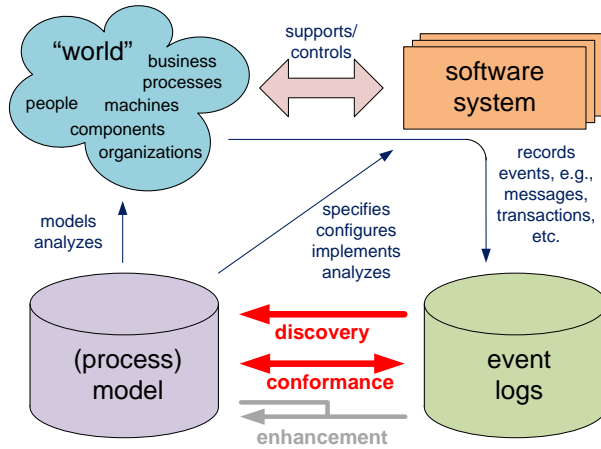 “world”
business
processes
people
machines
components
organizations
supports/
controls
software
system
records
events, e.g.,
messages,
transactions,
etc.
models
analyzes
specifies
configures
implements
analyzes
(process)
model
discovery
conformance
enhancement
event
logs